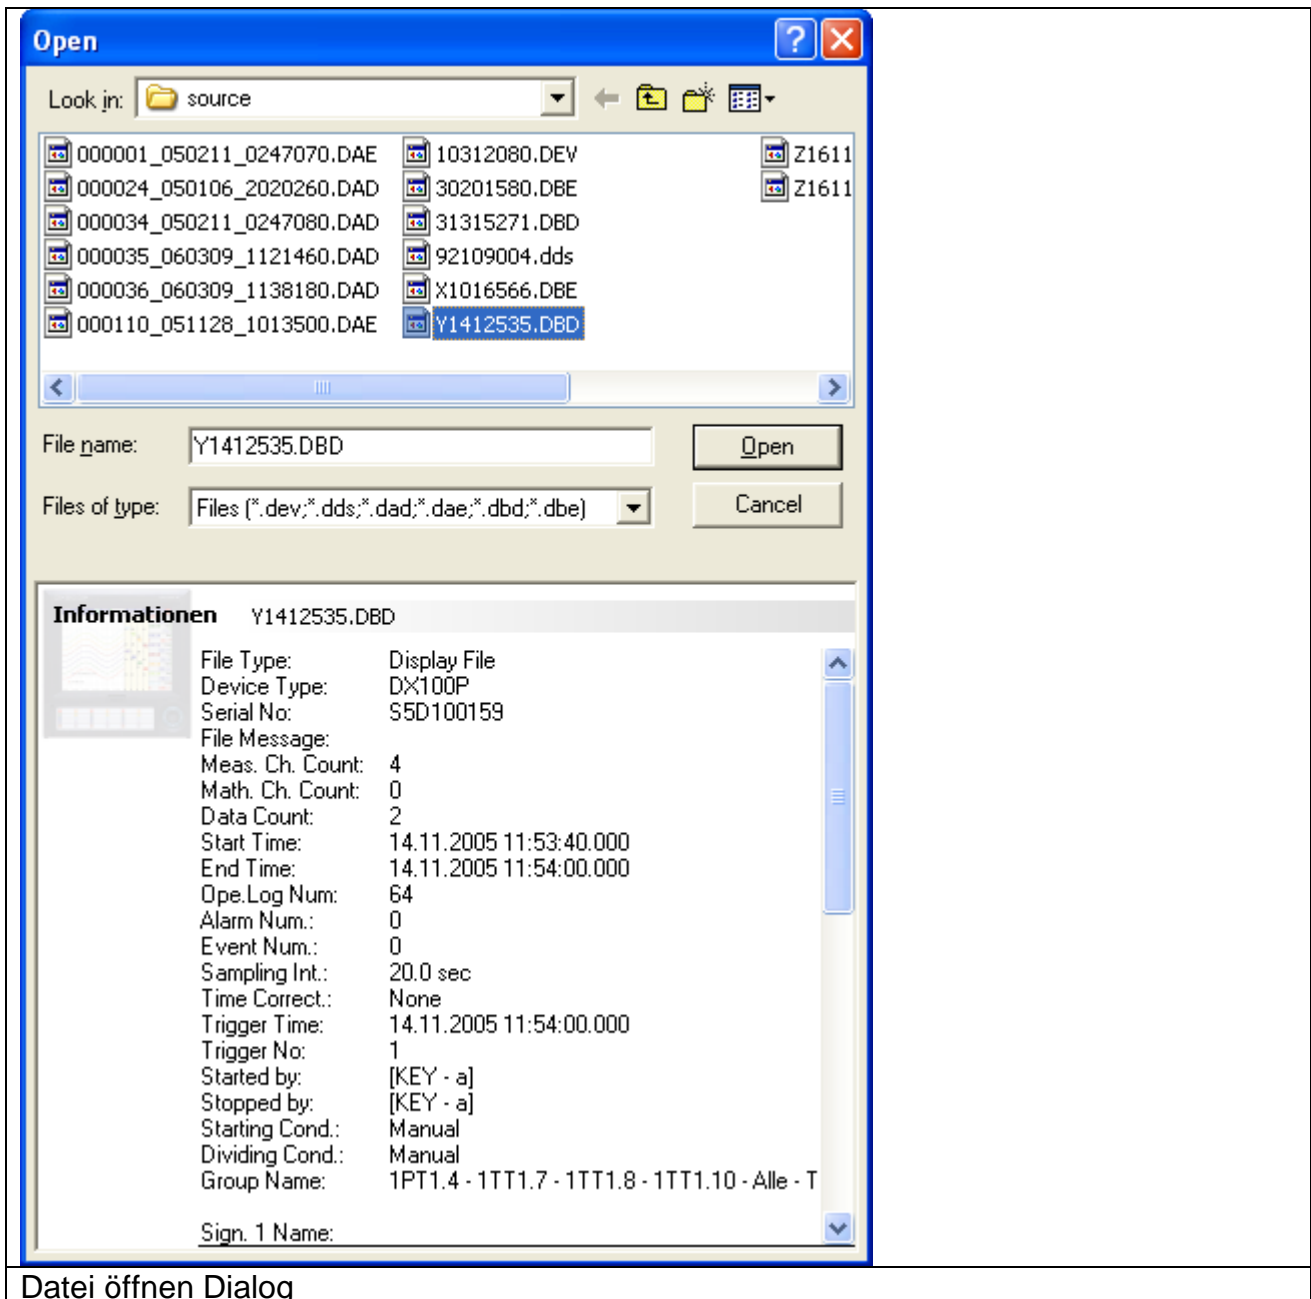 Open
Look in: source
000001_050211_0247070.DAE 10312080.DEV Z1611
000024_050106_2020260.DAD 30201580.DBE Z1611
000034_050211_0247080.DAD 31315271.DBD
000035_060309_1121460.DAD 92109004.dds
000036_060309_1138180.DAD X1016566.DBE
000110_051128_1013500.DAE Y1412535.DBD
File name: Y1412535.DBD Open
Files of type: Files (*.dev;*.dds;*.dad;*.dae;*.dbd;*.dbe) Cancel
Informationen Y1412535.DBD
File Type: Display File
Device Type: DX100P
Serial No: S5D100159
File Message:
Meas. Ch. Count: 4
Math. Ch. Count: 0
Data Count: 2
Start Time: 14.11.2005 11:53:40.000
End Time: 14.11.2005 11:54:00.000
Ope.Log Num: 64
Alarm Num.: 0
Event Num.: 0
Sampling Int.: 20.0 sec
Time Correct.: None
Trigger Time: 14.11.2005 11:54:00.000
Trigger No: 1
Started by: [KEY - a]
Stopped by: [KEY - a]
Starting Cond.: Manual
Dividing Cond.: Manual
Group Name: 1PT1.4 - 1TT1.7 - 1TT1.8 - 1TT1.10 - Alle - T
Sign. 1 Name:
Datei öffnen Dialog